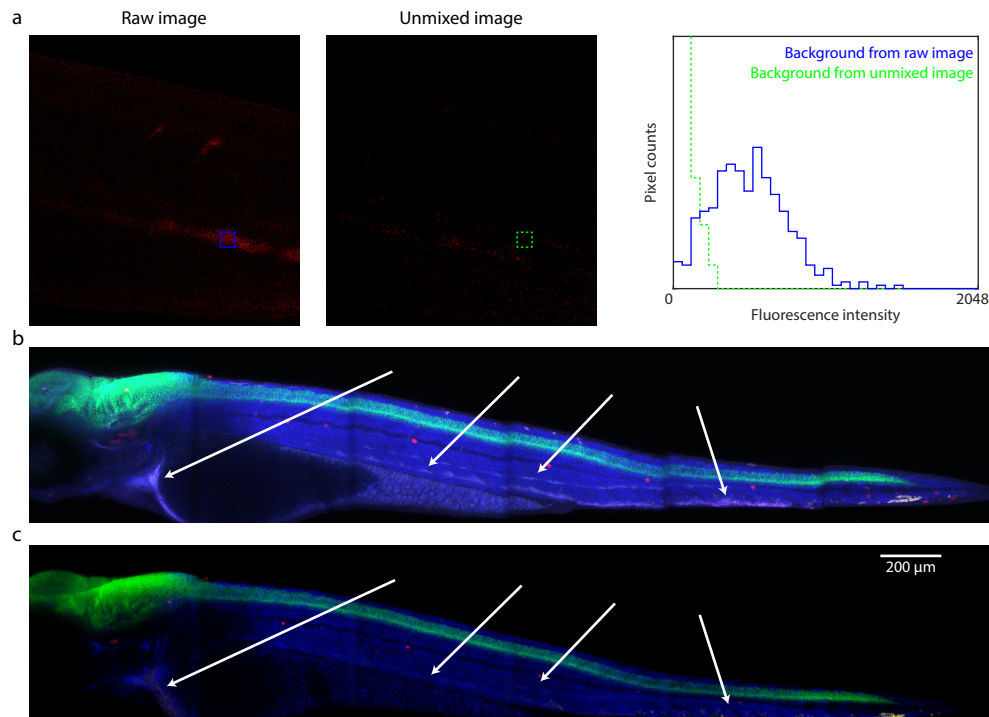 a
Raw image
Unmixed image
Background from raw image
Background from unmixed image
Pixel counts
0
2048
Fluorescence intensity
b
c
200 µm